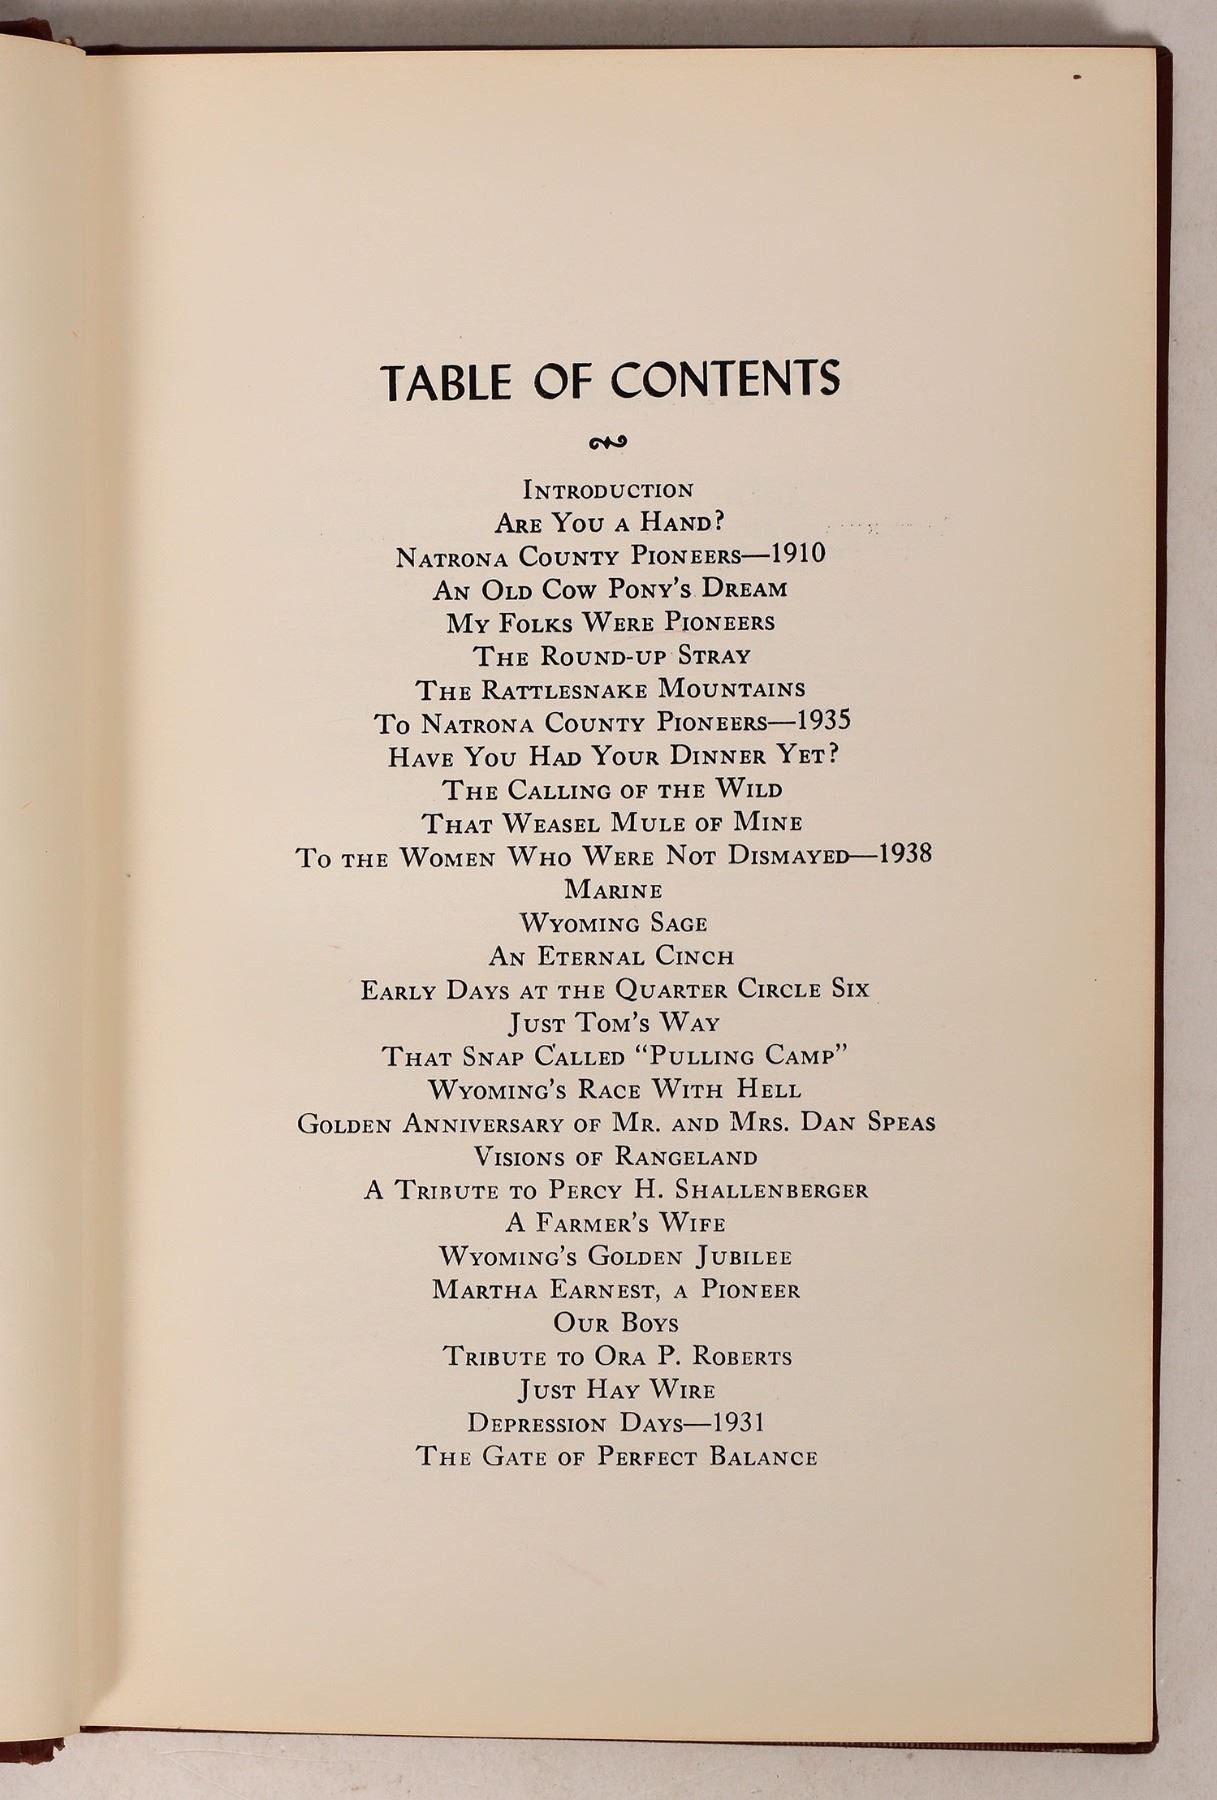 TABLE OF CONTENTS
INTRODUCTION
ARE YOU A HAND?
NATRONA COUNTY PIONEERS—1910
AN OLD COW PONY'S DREAM
MY FOLKS WERE PIONEERS
THE ROUND-UP STRAY
THE RATTLESNAKE MOUNTAINS
TO NATRONA COUNTY PIONEERS—1935
HAVE YOU HAD YOUR DINNER YET?
THE CALLING OF THE WILD
THAT WEASEL MULE OF MINE
TO THE WOMEN WHO WERE NOT DISMAYED—1938
MARINE
WYOMING SAGE
AN ETERNAL CINCH
EARLY DAYS AT THE QUARTER CIRCLE SIX
JUST TOM'S WAY
THAT SNAP CALLED “PULLING CAMP”
WYOMING'S RACE WITH HELL
GOLDEN ANNIVERSARY OF MR. AND MRS. DAN SPEAS
VISIONS OF RANGELAND
A TRIBUTE TO PERCY H. SHALLENBERGER
A FARMER'S WIFE
WYOMING'S GOLDEN JUBILEE
MARTHA EARNEST, A PIONEER
OUR BOYS
TRIBUTE TO ORA P. ROBERTS
JUST HAY WIRE
DEPRESSION DAYS—1931
THE GATE OF PERFECT BALANCE